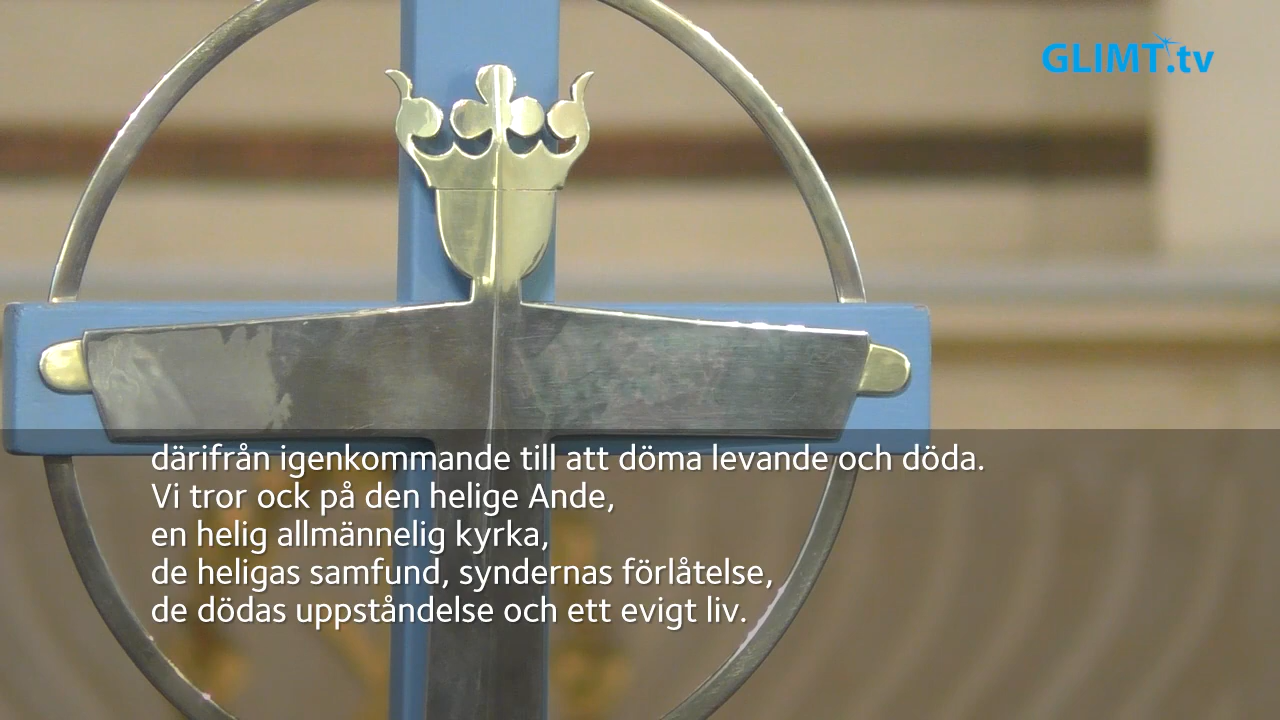 GLIMT.tv
därifrån igenkommande till att döma levande och döda.
Vi tror ock på den helige Ande,
en helig allmännelig kyrka,
de heligas samfund, syndernas förlåtelse,
de dödas uppståndelse och ett evigt liv.